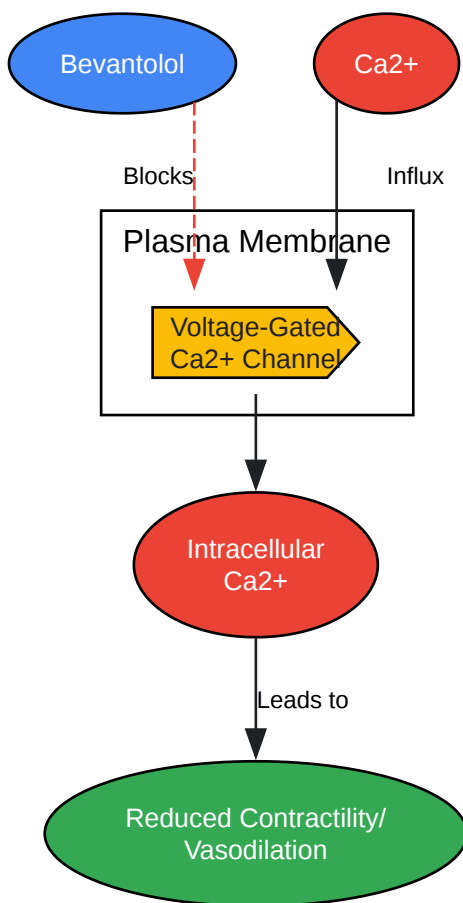 Bevantolol
Ca2+
Blocks
Influx
Plasma Membrane
Voltage-Gated
Ca2+ Channel
Intracellular
Ca2+
Leads to
Reduced Contractility/
Vasodilation